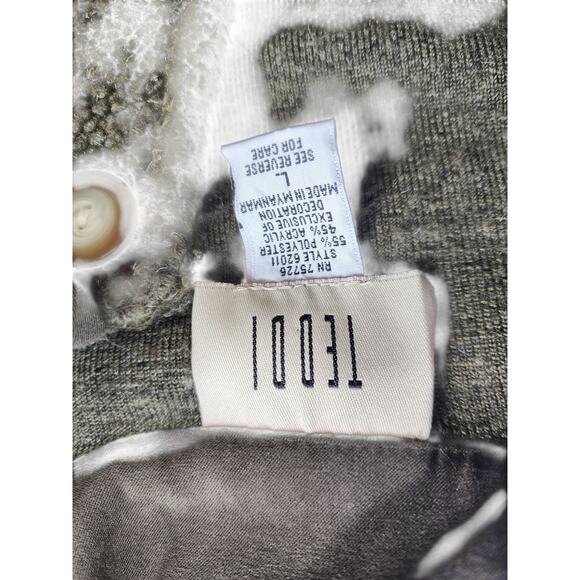 TEDDI
RN 75726
STYLE 62011
55% POLYESTER
45% ACRYLIC
EXCLUSIVE OF
DECORATION
MADE IN MYANMAR
L
SEE REVERSE
FOR CARE